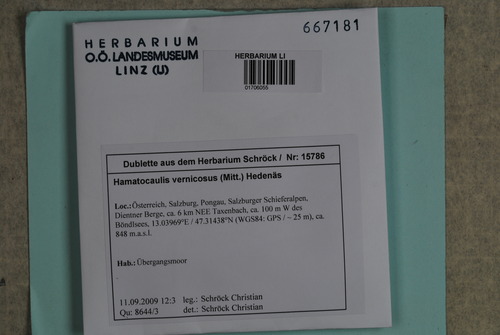 667181
HERBARIUM
O.Ö. LANDESMUSEUM
LINZ (LI)
HERBARIUM LI
01706055
Dublette aus dem Herbarium Schröck / Nr: 15786
Hamatocaulis vernicosus (Mitt.) Hedenäs
Loc.:Österreich, Salzburg, Pongau, Salzburger Schieferalpen,
Dientner Berge, ca. 6 km NEE Taxenbach, ca. 100 m W des
Böndlsees, 13.03969°E / 47.31438°N (WGS84: GPS / ~ 25 m), ca.
848 m.a.s.l.
Hab.: Übergangsmoor
11.09.2009 12:3 leg.: Schröck Christian
Qu: 8644/3 det.: Schröck Christian